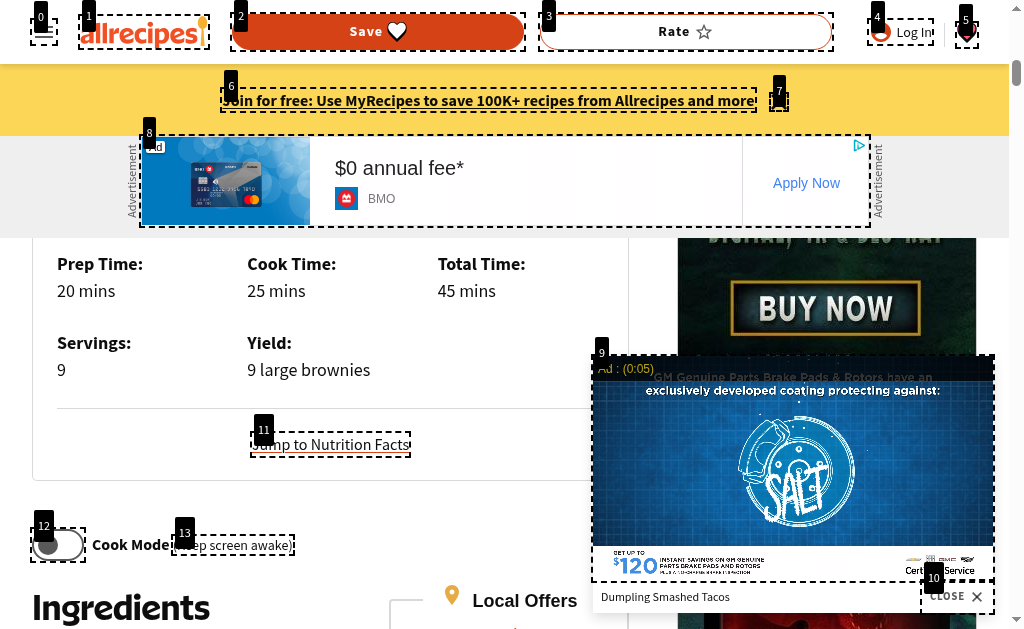 0
1
2
3
4
5
allrecipes
Save
Rate
Log In
6
7
Join for free: Use MyRecipes to save 100K+ recipes from Allrecipes and more
8
Advertisement
Ad
$0 annual fee*
BMO
Apply Now
Advertisement
Prep Time:
Cook Time:
Total Time:
20 mins
25 mins
45 mins
Servings:
Yield:
9
9 large brownies
11
Jump to Nutrition Facts
12
Cook Mode
13
(Keep screen awake)
Ingredients
Local Offers
DIGITAL, 4K & BLU-RAY
BUY NOW
9
Ad : (0:05)
GM Genuine Parts Brake Pads & Rotors have an
exclusively developed coating protecting against:
SALT
GET UP TO
$120
INSTANT SAVINGS ON GM GENUINE
PARTS BRAKE PADS AND ROTORS
Service
10
Dumpling Smashed Tacos
CLOSE